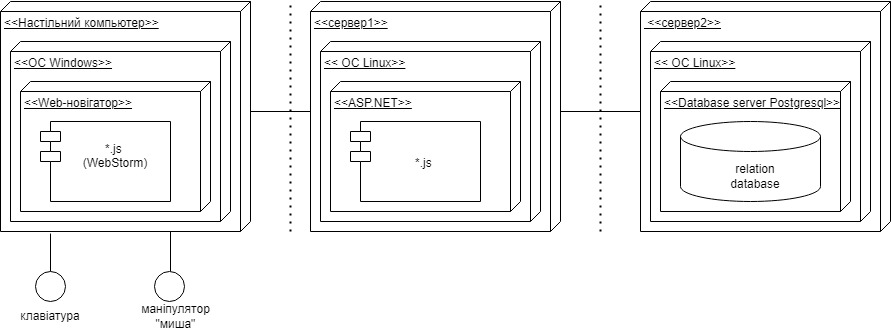 <<Настільний компьютер>>
<<ОС Windows>>
<<Web-новігатор>>
*.js
(WebStorm)
клавіатура
маніпулятор
"миша"
<<сервер1>>
<< ОС Linux>>
<<ASP.NET>>
*.js
<<сервер2>>
<< ОС Linux>>
<<Database server Postgresql>>
relation
database